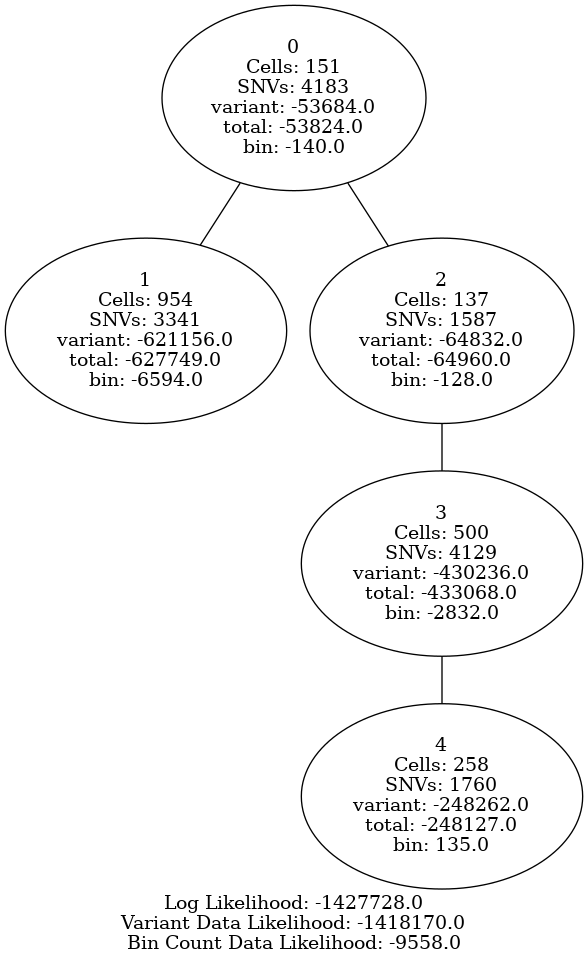 0
Cells: 151
SNVs: 4183
variant: -53684.0
total: -53824.0
bin: -140.0
1
Cells: 954
SNVs: 3341
variant: -621156.0
total: -627749.0
bin: -6594.0
2
Cells: 137
SNVs: 1587
variant: -64832.0
total: -64960.0
bin: -128.0
3
Cells: 500
SNVs: 4129
variant: -430236.0
total: -433068.0
bin: -2832.0
4
Cells: 258
SNVs: 1760
variant: -248262.0
total: -248127.0
bin: 135.0
Log Likelihood: -1427728.0
Variant Data Likelihood: -1418170.0
Bin Count Data Likelihood: -9558.0